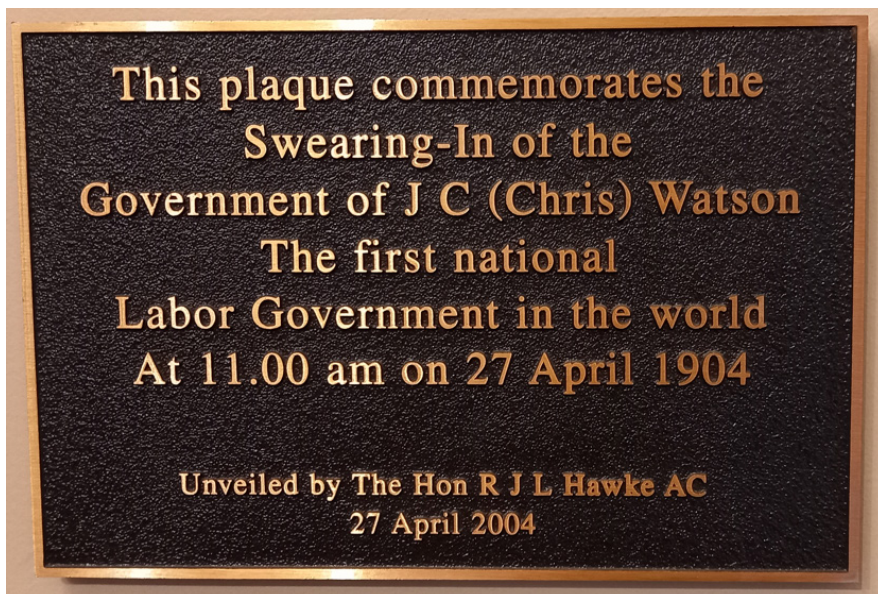 This plaque commemorates the
Swearing-In of the
Government of J C (Chris) Watson
The first national
Labor Government in the world
At 11.00 am on 27 April 1904
Unveiled by The Hon R J L Hawke AC
27 April 2004